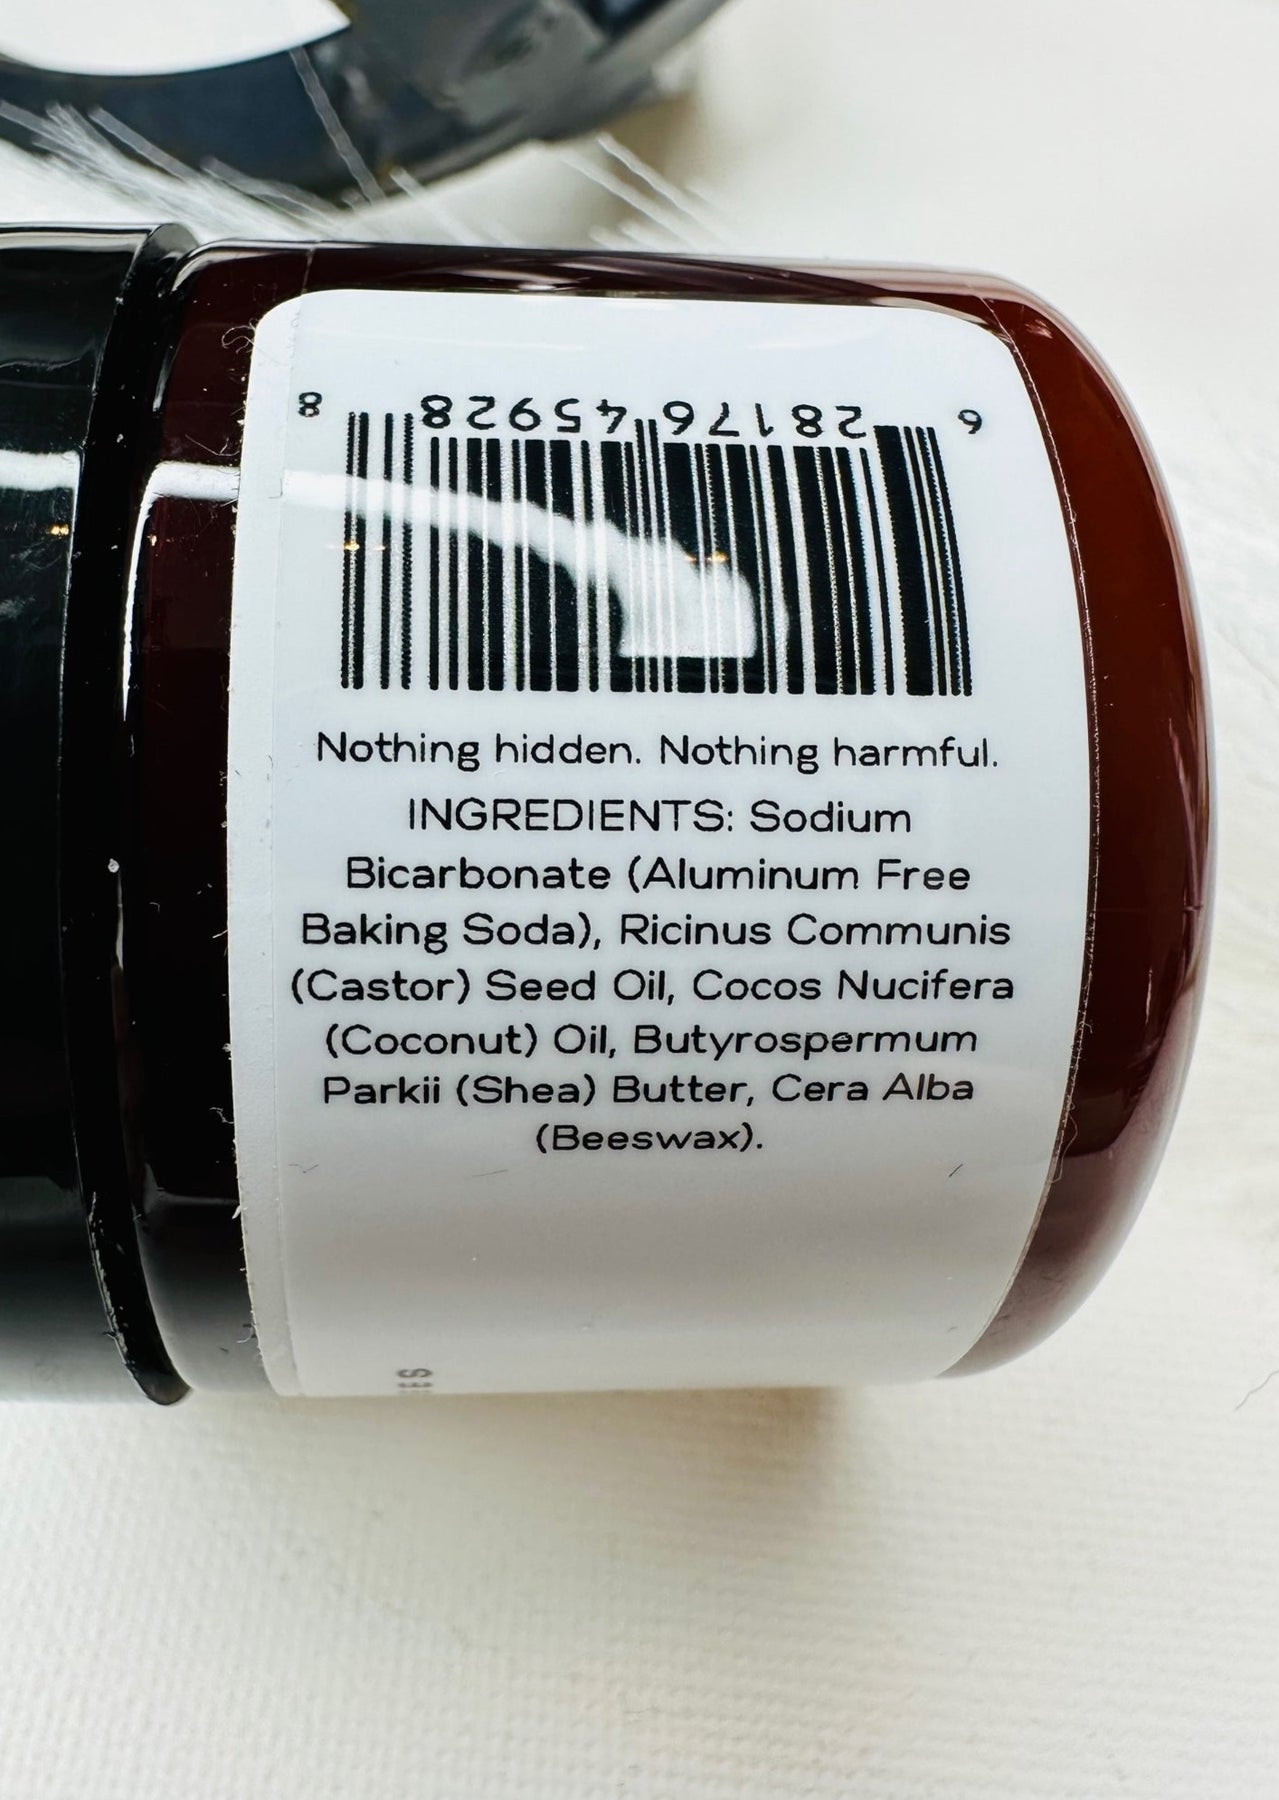 6 28176 45928 8
Nothing hidden. Nothing harmful.
INGREDIENTS: Sodium
Bicarbonate (Aluminum Free
Baking Soda), Ricinus Communis
(Castor) Seed Oil, Cocos Nucifera
(Coconut) Oil, Butyrospermum
Parkii (Shea) Butter, Cera Alba
(Beeswax).